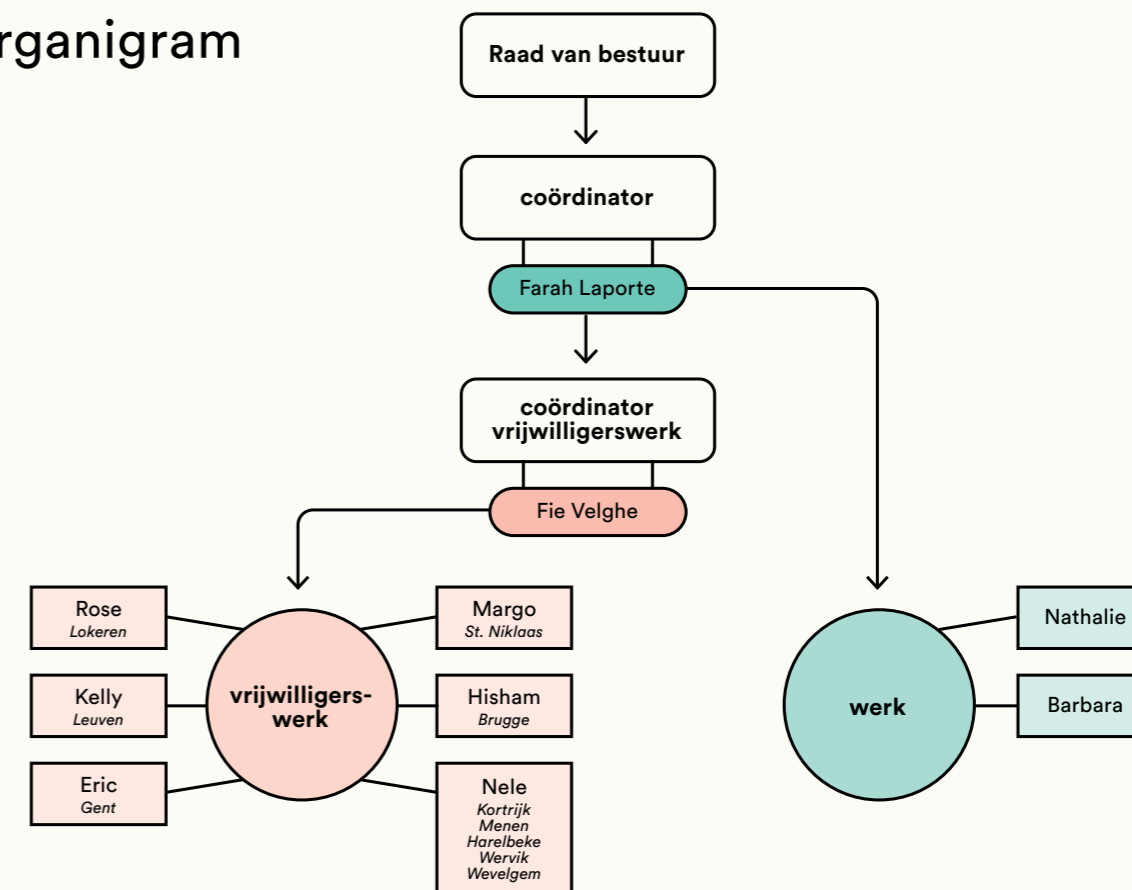 rganigram
Raad van bestuur
coördinator
Farah Laporte
coördinator
vrijwilligerswerk
Fie Velghe
Rose
Lokeren
Kelly
Leuven
Eric
Gent
vrijwilligers-
werk
Margo
St. Niklaas
Hisham
Brugge
Nele
Kortrijk
Menen
Harelbeke
Wervik
Wevelgem
werk
Nathalie
Barbara